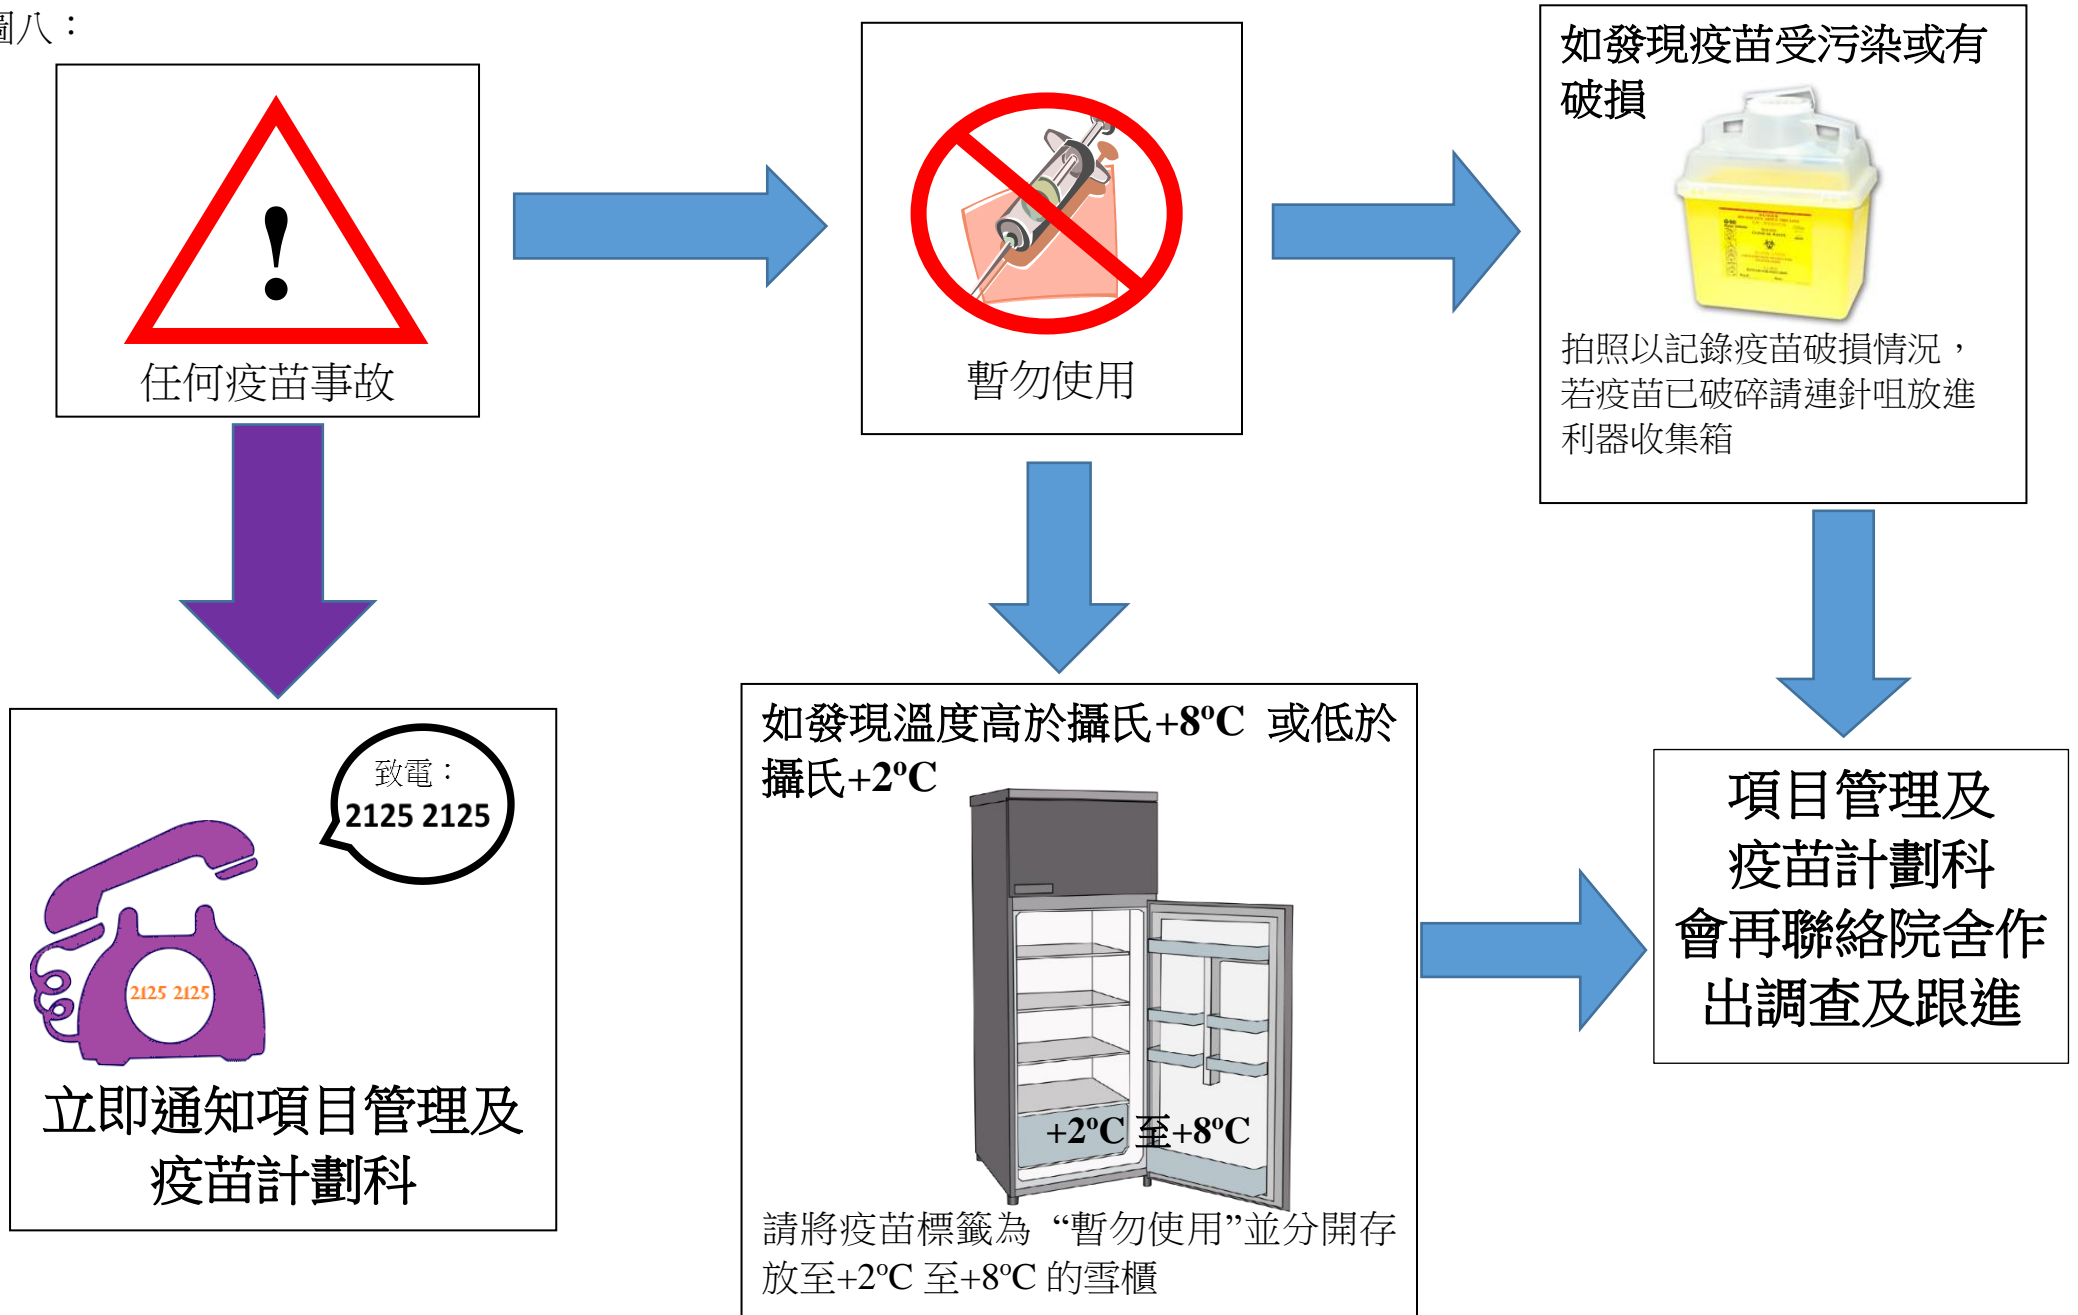 圖八：
任何疫苗事故
暫勿使用
如發現疫苗受污染或有
破損
拍照以記錄疫苗破損情況，
若疫苗已破碎請連針咀放進
利器收集箱
致電：
2125 2125
2125 2125
立即通知項目管理及
疫苗計劃科
如發現溫度高於攝氏+8ºC 或低於
攝氏+2ºC
+2ºC 至+8ºC
請將疫苗標籤為 “暫勿使用”並分開存
放至+2ºC 至+8ºC 的雪櫃
項目管理及
疫苗計劃科
會再聯絡院舍作
出調查及跟進